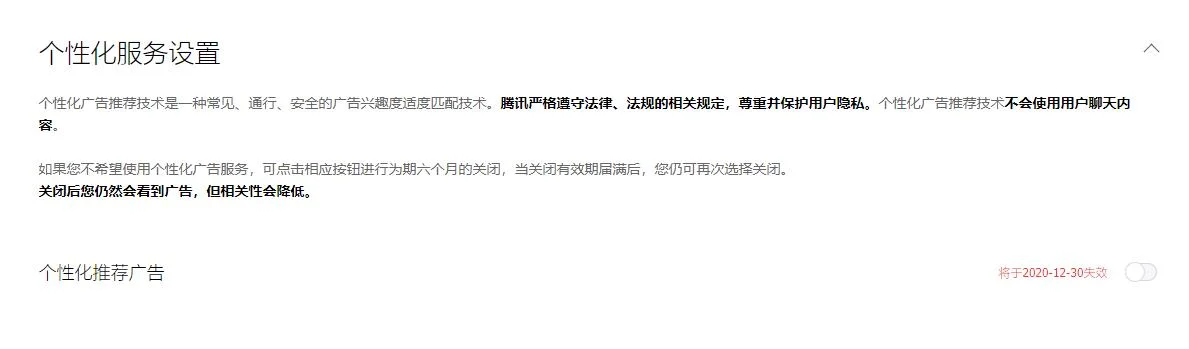 个性化服务设置
个性化广告推荐技术是一种常见、通行、安全的广告兴趣度适度匹配技术。腾讯严格遵守法律、法规的相关规定，尊重并保护用户隐私。个性化广告推荐技术不会使用用户聊天内
容。
如果您不希望使用个性化广告服务，可点击相应按钮进行为期六个月的关闭，当关闭有效期届满后，您仍可再次选择关闭。
关闭后您仍然会看到广告，但相关性会降低。
个性化推荐广告 将于2020-12-30失效